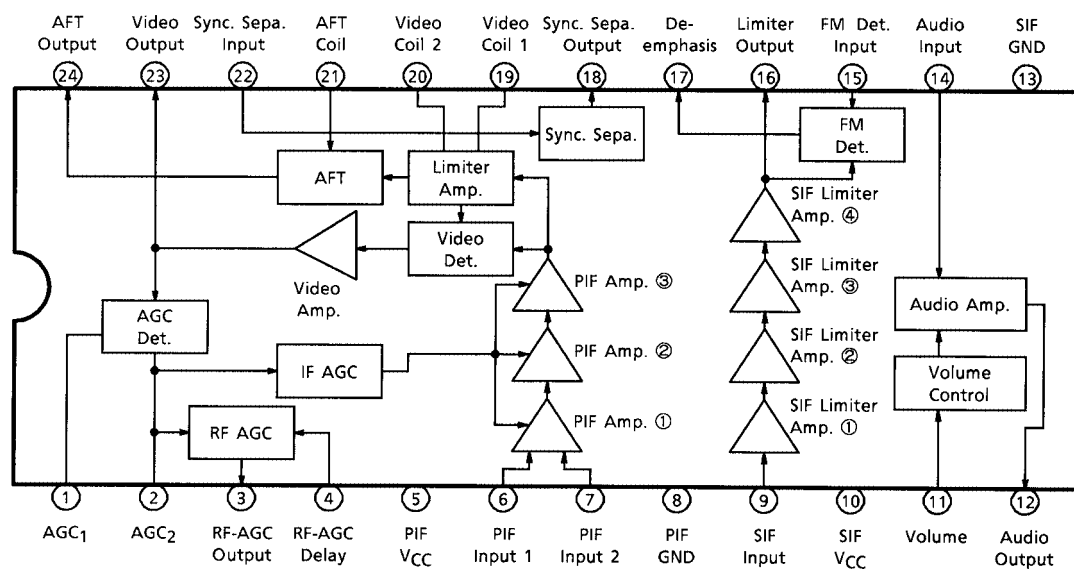 AFT Output
Video Output
Sync. Sepa. Input
AFT Coil
Video Coil 2
Video Coil 1
Sync. Sepa. Output
De-emphasis
Limiter Output
FM Det. Input
Audio Input
SIF GND
24
23
22
21
20
19
18
17
16
15
14
13
Sync. Sepa.
FM Det.
AFT
Limiter Amp.
SIF Limiter Amp. ④
Video Det.
Video Amp.
PIF Amp. ③
SIF Limiter Amp. ③
Audio Amp.
AGC Det.
PIF Amp. ②
SIF Limiter Amp. ②
IF AGC
Volume Control
PIF Amp. ①
SIF Limiter Amp. ①
RF AGC
1
2
3
4
5
6
7
8
9
10
11
12
AGC1
AGC2
RF-AGC Output
RF-AGC Delay
PIF VCC
PIF Input 1
PIF Input 2
PIF GND
SIF Input
SIF VCC
Volume
Audio Output